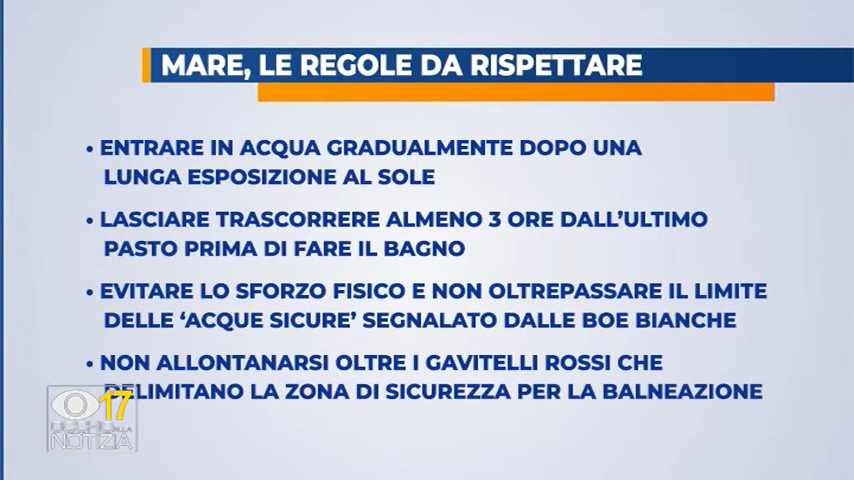 MARE, LE REGOLE DA RISPETTARE
• ENTRARE IN ACQUA GRADUALMENTE DOPO UNA
LUNGA ESPOSIZIONE AL SOLE
• LASCIARE TRASCORRERE ALMENO 3 ORE DALL'ULTIMO
PASTO PRIMA DI FARE IL BAGNO
• EVITARE LO SFORZO FISICO E NON OLTREPASSARE IL LIMITE
DELLE 'ACQUE SICURE' SEGNALATO DALLE BOE BIANCHE
• NON ALLONTANARSI OLTRE I GAVITELLI ROSSI CHE
DELIMITANO LA ZONA DI SICUREZZA PER LA BALNEAZIONE
17
OCCHIO ALLA
NOTIZIA